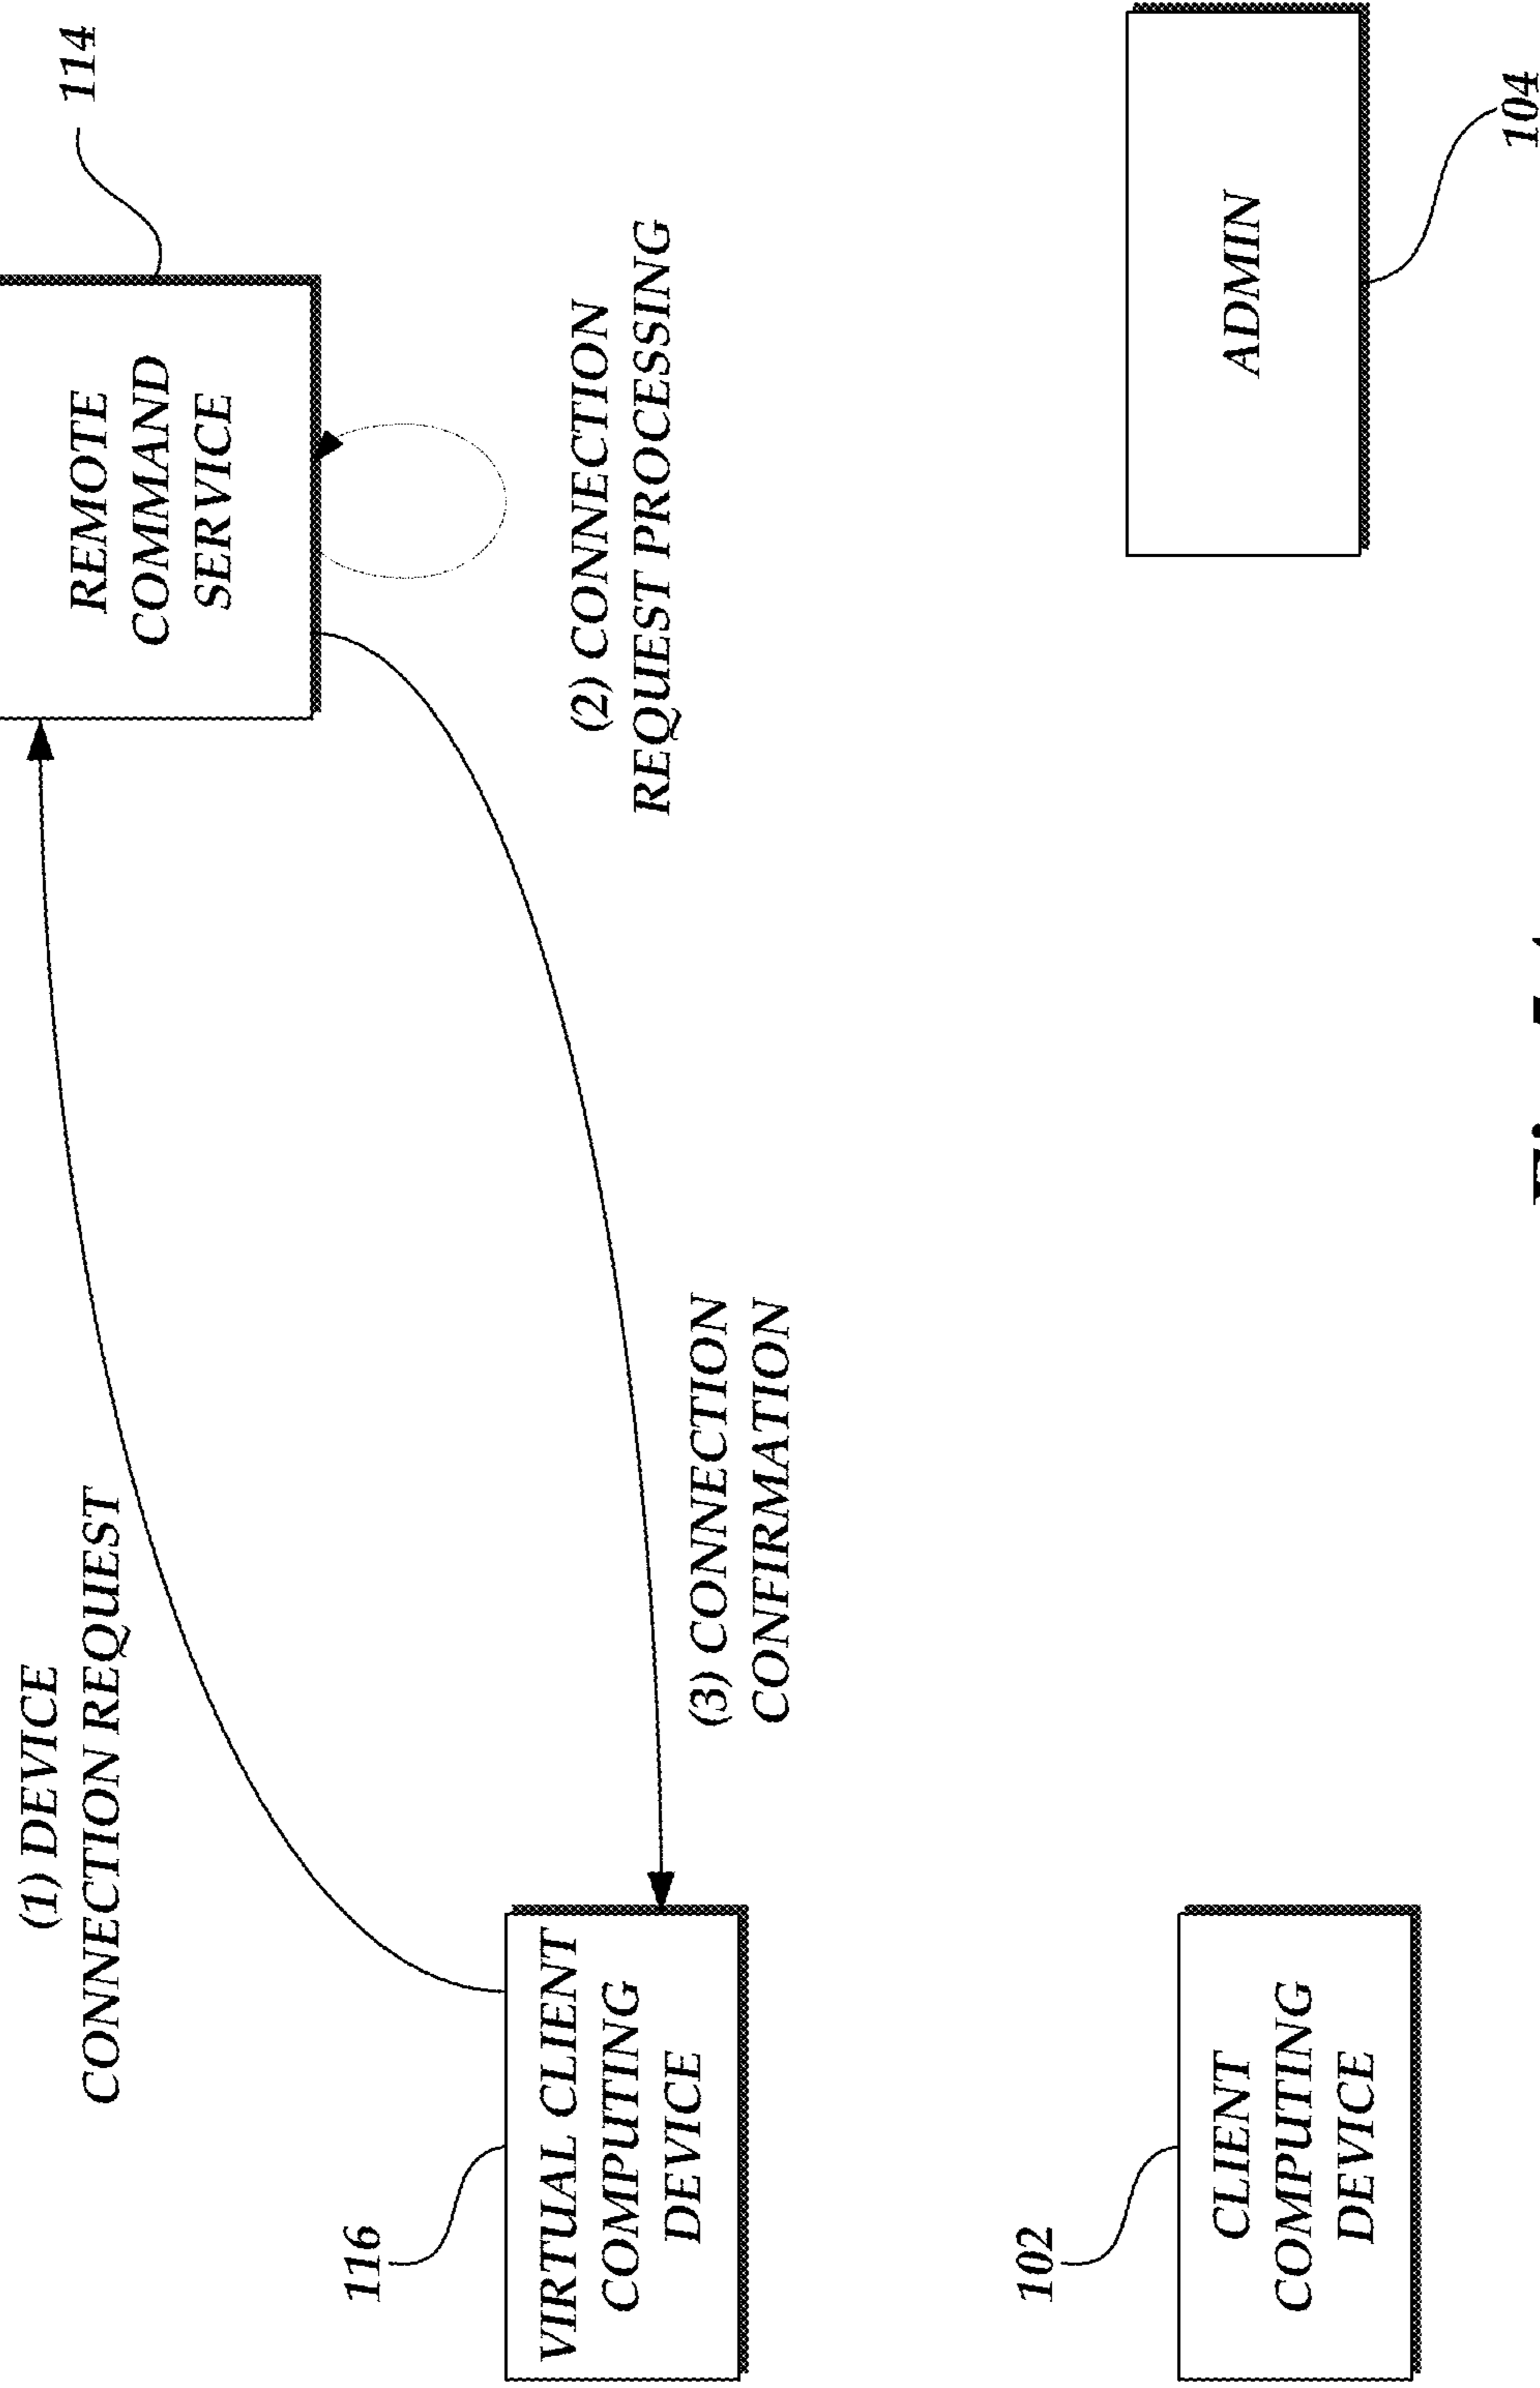 114
REMOTE
COMMAND
SERVICE
(1) DEVICE
CONNECTION REQUEST
(2) CONNECTION
REQUEST PROCESSING
(3) CONNECTION
CONFIRMATION
116
VIRTUAL CLIENT
COMPUTING
DEVICE
ADMIN
104
102
CLIENT
COMPUTING
DEVICE